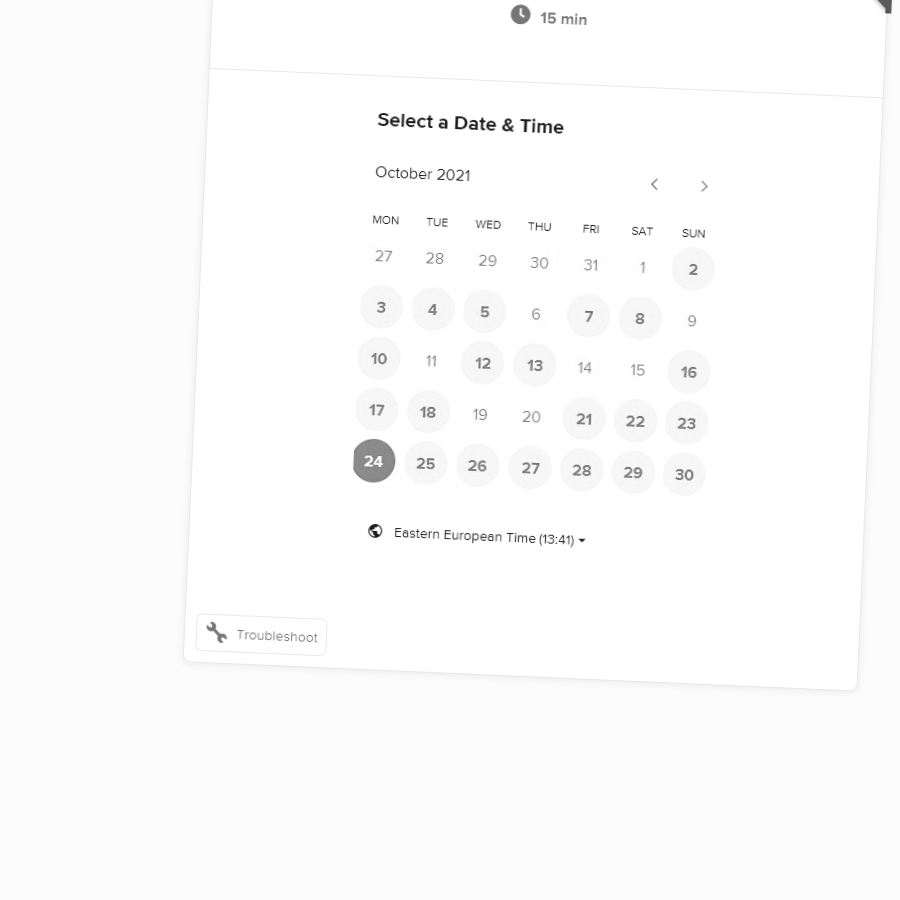 15 min
Select a Date & Time
October 2021
MON TUE WED THU FRI SAT SUN
27 28 29 30 31 1 2
3 4 5 6 7 8 9
10 11 12 13 14 15 16
17 18 19 20 21 22 23
24 25 26 27 28 29 30
Eastern European Time (13:41)
Troubleshoot